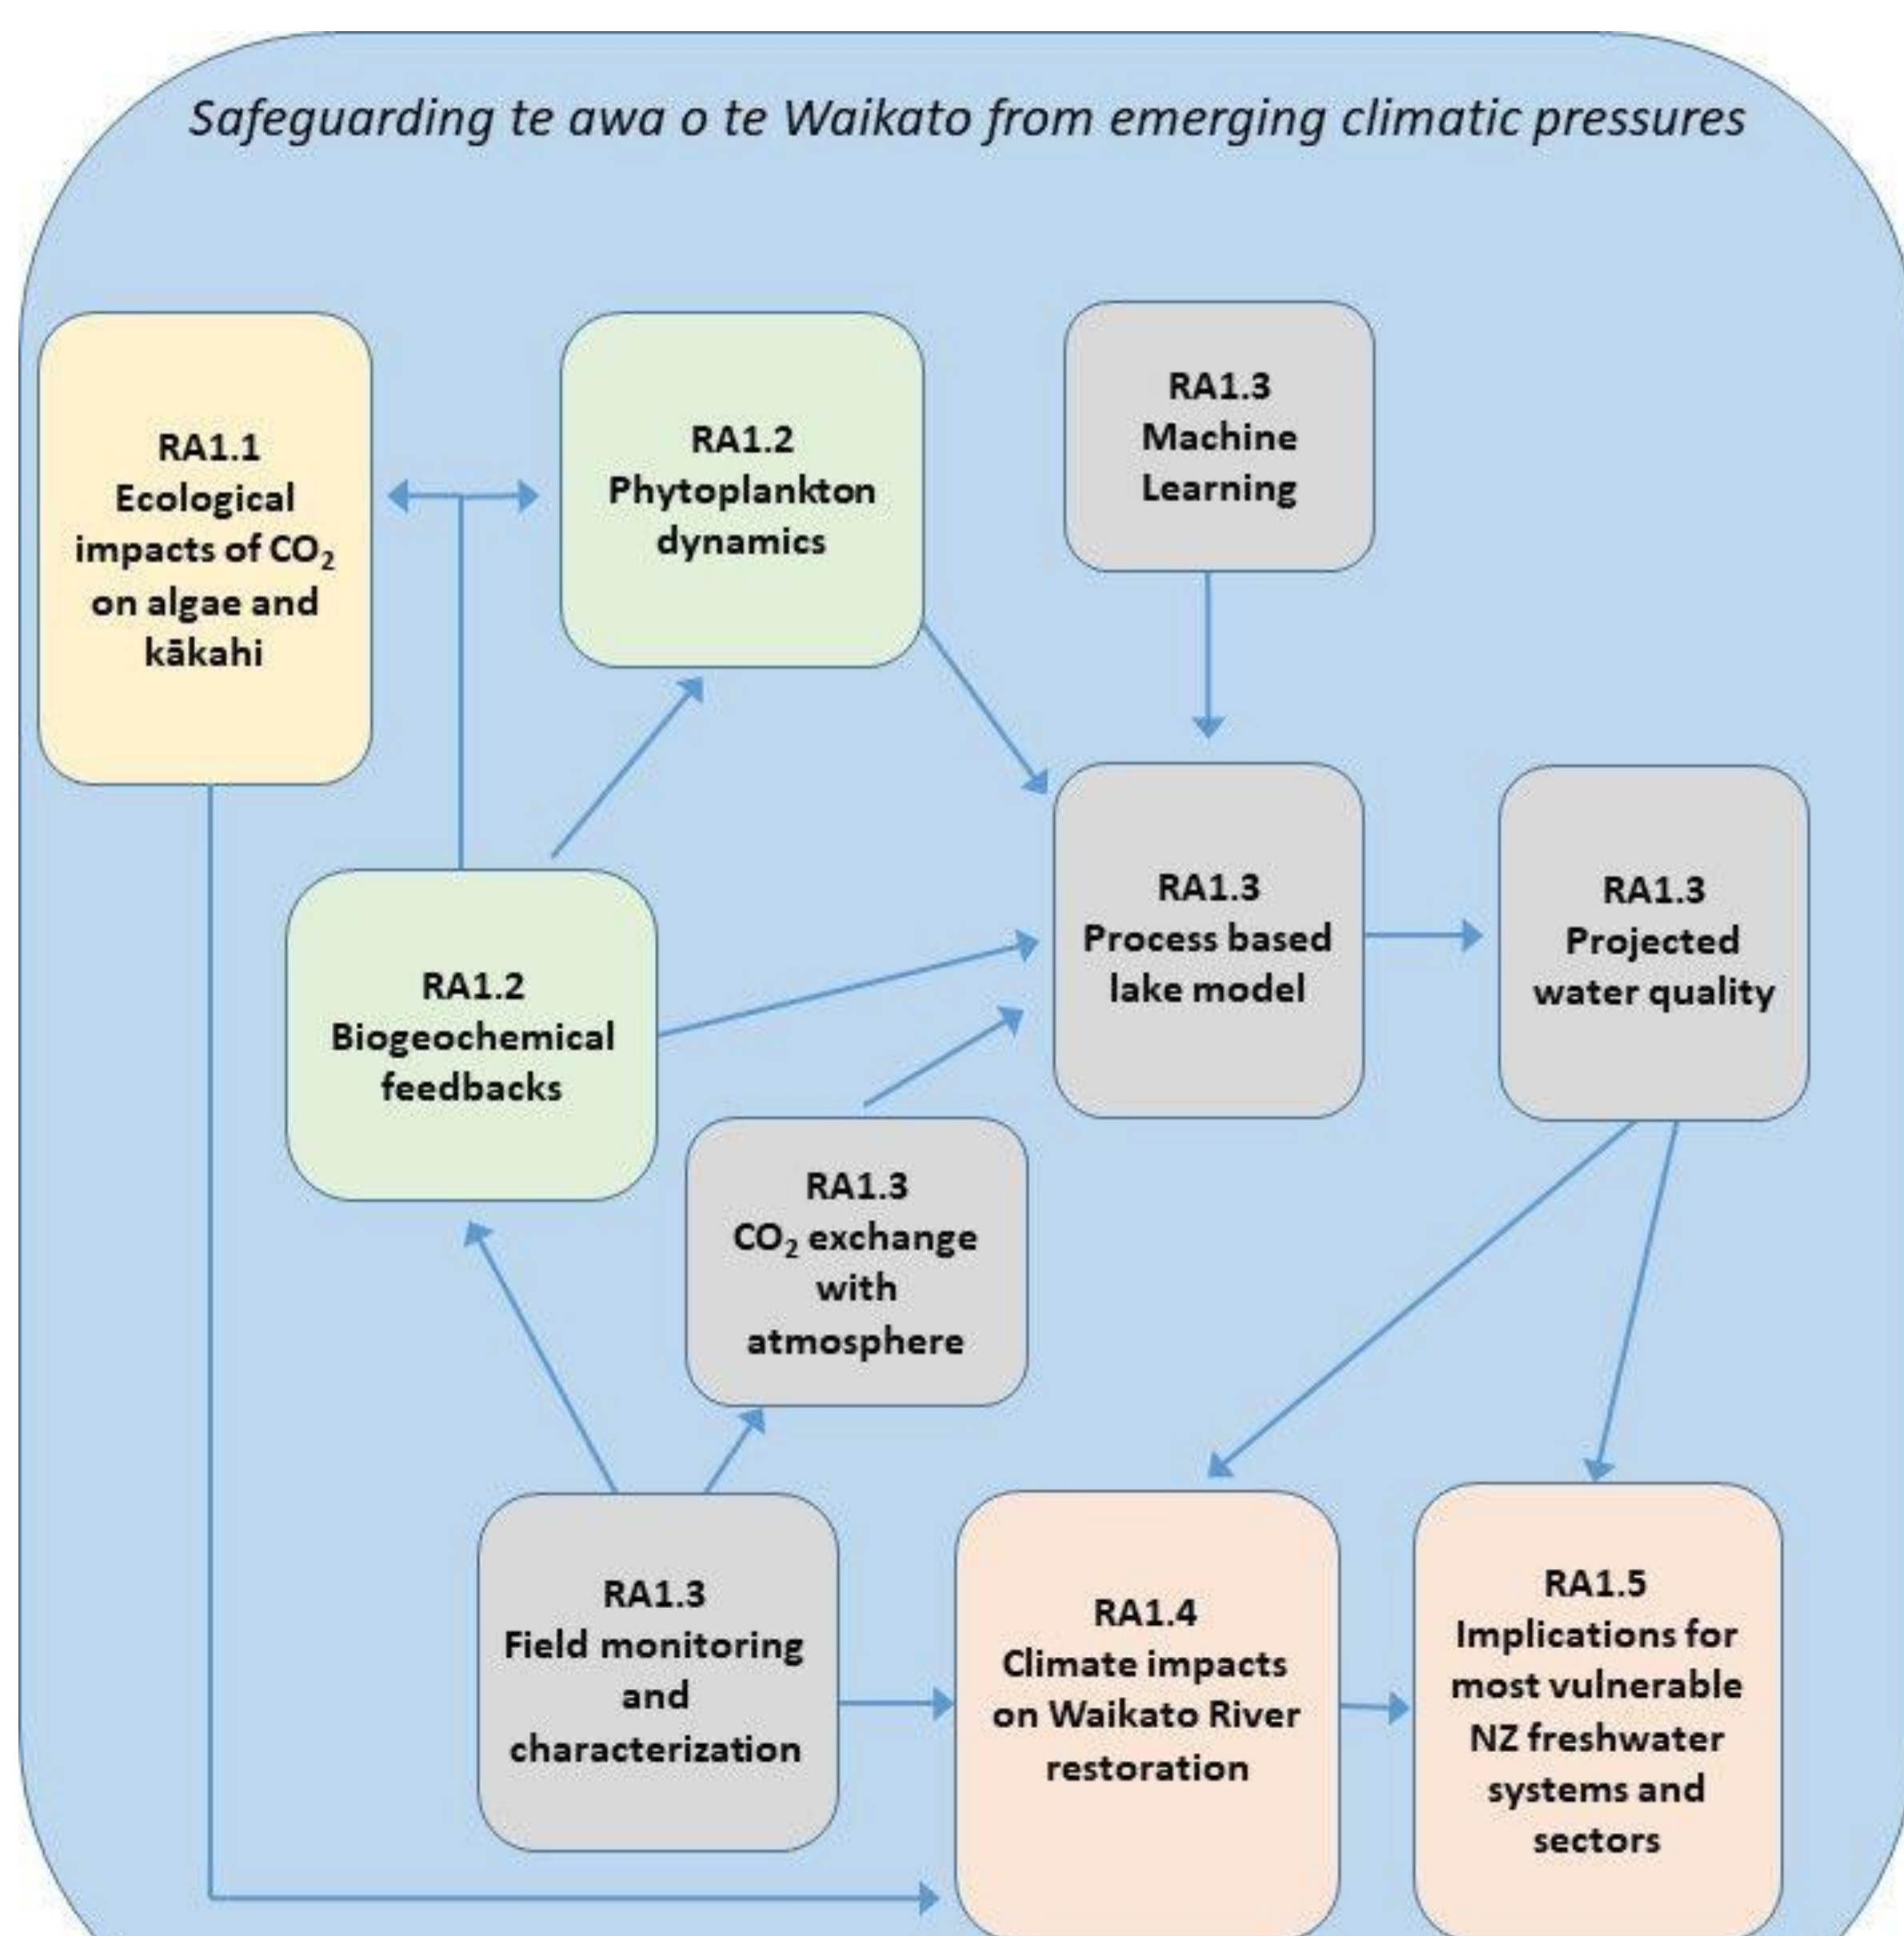 Safeguarding te awa o te Waikato from emerging climatic pressures
RA1.1
Ecological
impacts of CO₂
on algae and
kākahi
RA1.2
Phytoplankton
dynamics
RA1.3
Machine
Learning
RA1.2
Biogeochemical
feedbacks
RA1.3
Process based
lake model
RA1.3
Projected
water quality
RA1.3
CO₂ exchange
with
atmosphere
RA1.3
Field monitoring
and
characterization
RA1.4
Climate impacts
on Waikato River
restoration
RA1.5
Implications for
most vulnerable
NZ freshwater
systems and
sectors